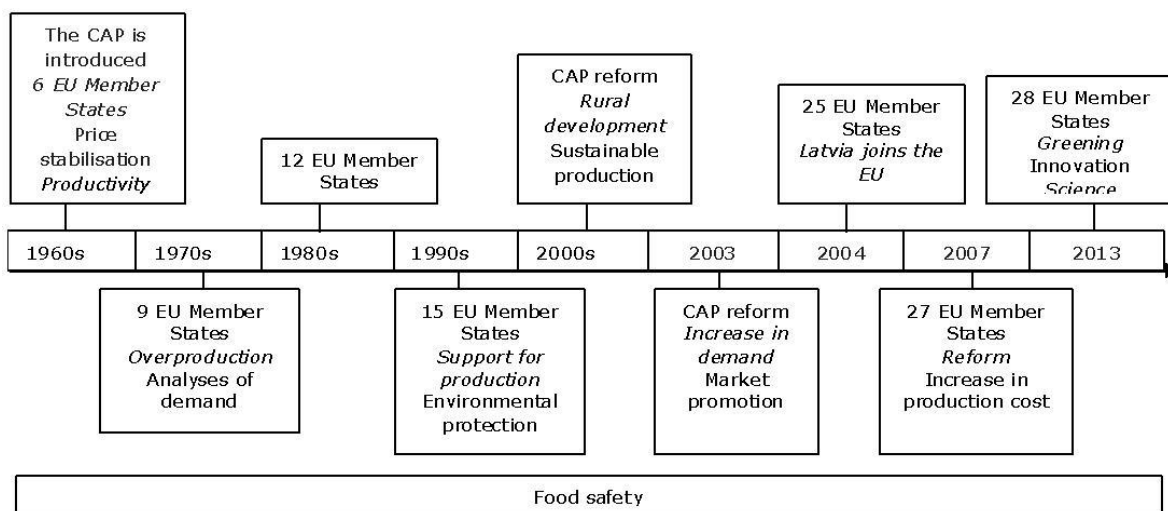 The CAP is
introduced
6 EU Member
States
Price
stabilisation
Productivity
12 EU Member
States
CAP reform
Rural
development
Sustainable
production
25 EU Member
States
Latvia joins the
EU
28 EU Member
States
Greening
Innovation
Science
1960s 1970s 1980s 1990s 2000s 2003 2004 2007 2013
9 EU Member
States
Overproduction
Analyses of
demand
15 EU Member
States
Support for
production
Environmental
protection
CAP reform
Increase in
demand
Market
promotion
27 EU Member
States
Reform
Increase in
production cost
Food safety